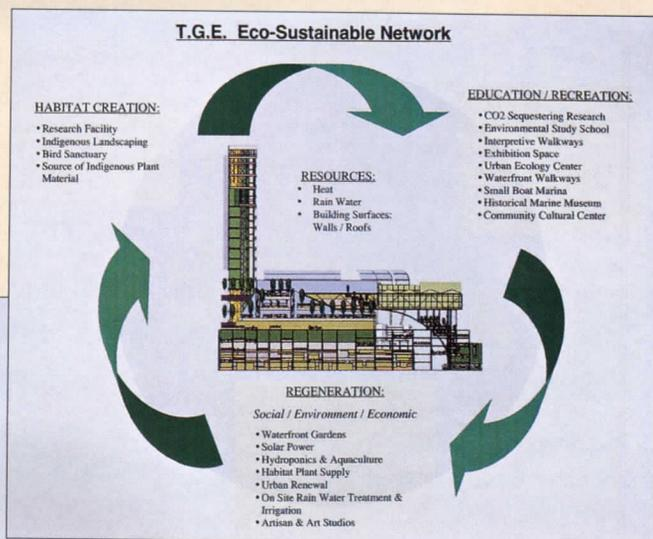 T.G.E. Eco-Sustainable Network
HABITAT CREATION:
• Research Facility
• Indigenous Landscaping
• Bird Sanctuary
• Source of Indigenous Plant
Material
EDUCATION / RECREATION:
• CO2 Sequestering Research
• Environmental Study School
• Interpretive Walkways
• Exhibition Space
• Urban Ecology Center
• Waterfront Walkways
• Small Boat Marina
• Historical Marine Museum
• Community Cultural Center
RESOURCES:
• Heat
• Rain Water
• Building Surfaces:
Walls / Roofs
REGENERATION:
Social / Environment / Economic
• Waterfront Gardens
• Solar Power
• Hydroponics & Aquaculture
• Habitat Plant Supply
• Urban Renewal
• On Site Rain Water Treatment &
Irrigation
• Artisan & Art Studios